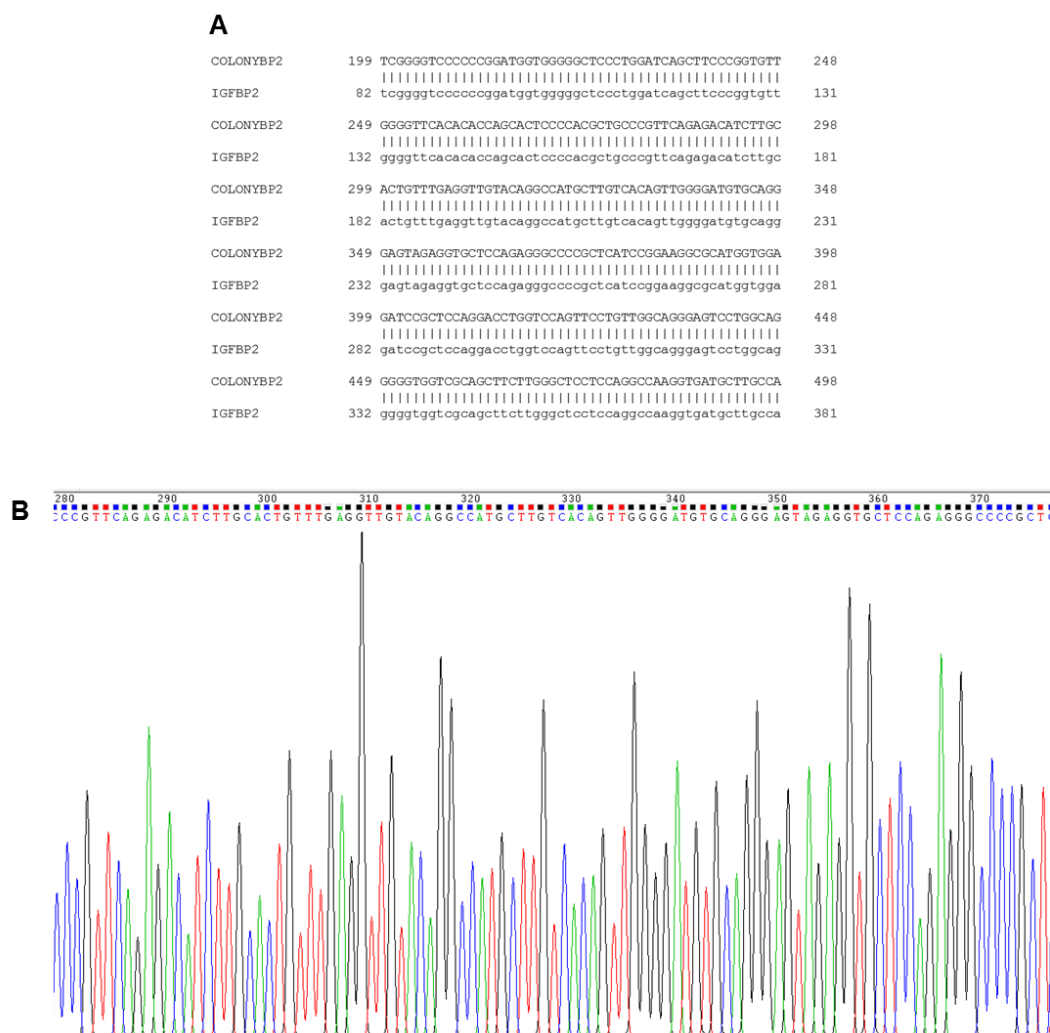 A
COLONYBP2 199 TCGGGGTCCCCCCGGATGGTGGGGGCTCCCTGGATCAGCTTCCCGGTGTT 248
||||||||||||||||||||||||||||||||||||||||||||||||||
IGFBP2 82 tcggggtccccccggatggtgggggctccctggatcagcttcccggtgtt 131
COLONYBP2 249 GGGGTTCACACACCAGCACTCCCCACGCTGCCCGTTCAGAGACATCTTGC 298
||||||||||||||||||||||||||||||||||||||||||||||||||
IGFBP2 132 ggggttcacacaccagcactccccacgctgcccgttcagagacatcttgc 181
COLONYBP2 299 ACTGTTTGAGGTTGTACAGGCCATGCTTGTCACAGTTGGGGATGTGCAGG 348
||||||||||||||||||||||||||||||||||||||||||||||||||
IGFBP2 182 actgtttgaggttgtacaggccatgcttgtcacagttggggatgtgcagg 231
COLONYBP2 349 GAGTAGAGGTGCTCCAGAGGGCCCCGCTCATCCGGAAGGCGCATGGTGGA 398
||||||||||||||||||||||||||||||||||||||||||||||||||
IGFBP2 232 gagtagaggtgctccagagggccccgctcatccggaaggcgcatggtgga 281
COLONYBP2 399 GATCCGCTCCAGGACCTGGTCCAGTTCCTGTTGGCAGGGAGTCCTGGCAG 448
||||||||||||||||||||||||||||||||||||||||||||||||||
IGFBP2 282 gatccgctccaggacctggtccagttcctgttggcagggagtcctggcag 331
COLONYBP2 449 GGGGTGGTCGCAGCTTCTTGGGCTCCTCCAGGCCAAGGTGATGCTTGCCA 498
||||||||||||||||||||||||||||||||||||||||||||||||||
IGFBP2 332 ggggtggtcgcagcttcttgggctcctccaggccaaggtgatgcttgcca 381
B
280 290 300 310 320 330 340 350 360 370
CCCGTTCAGAGACATCTTGCACTGTTTGAGGTTGTACAGGCCATGCTTGTCACAGTTGGGGATGTGCAGGGAGTAGAGGTGCTCCAGAGGGCCCCGCTC